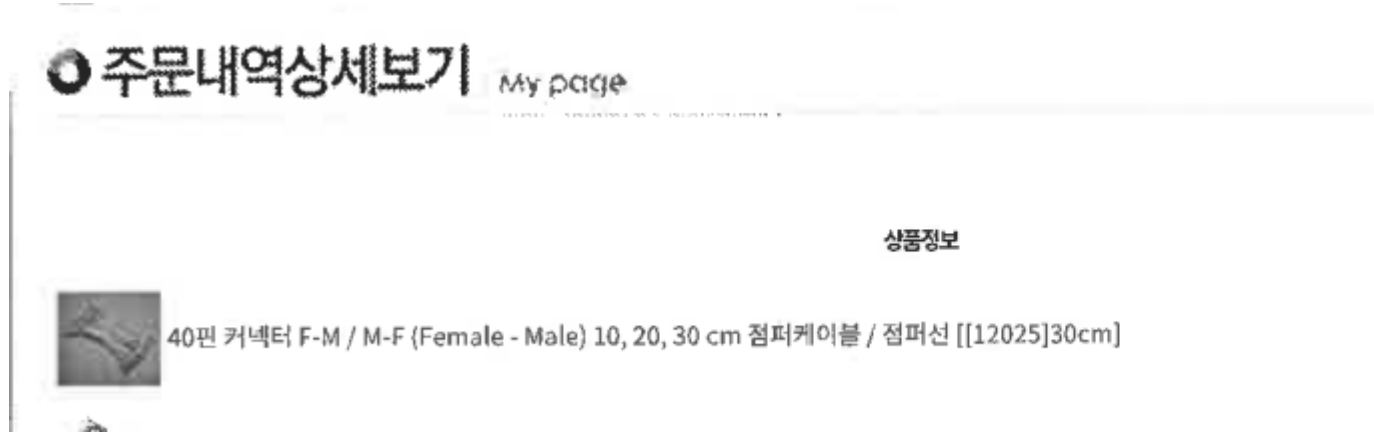 주문내역상세보기 My page
상품정보
40핀 커넥터 F-M / M-F (Female - Male) 10, 20, 30 cm 점퍼케이블 / 점퍼선 [[12025]30cm]